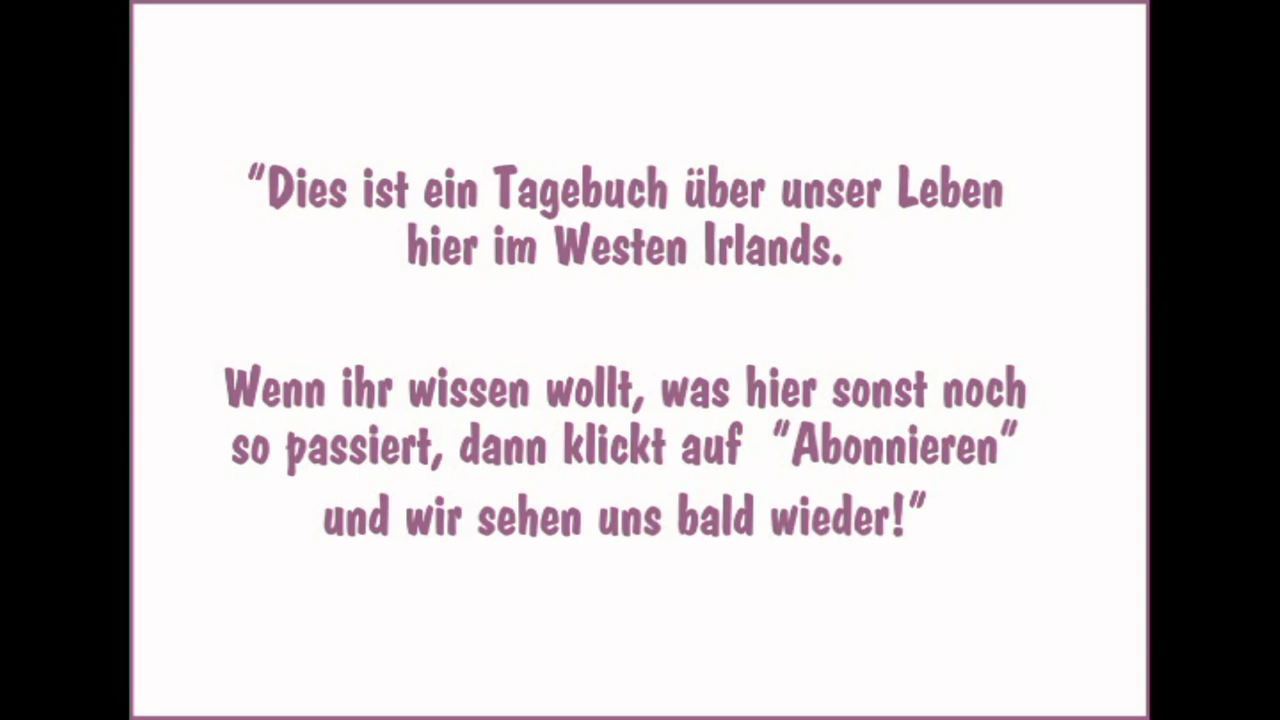 "Dies ist ein Tagebuch über unser Leben
hier im Westen Irlands.
Wenn ihr wissen wollt, was hier sonst noch
so passiert, dann klickt auf "Abonnieren"
und wir sehen uns bald wieder!"